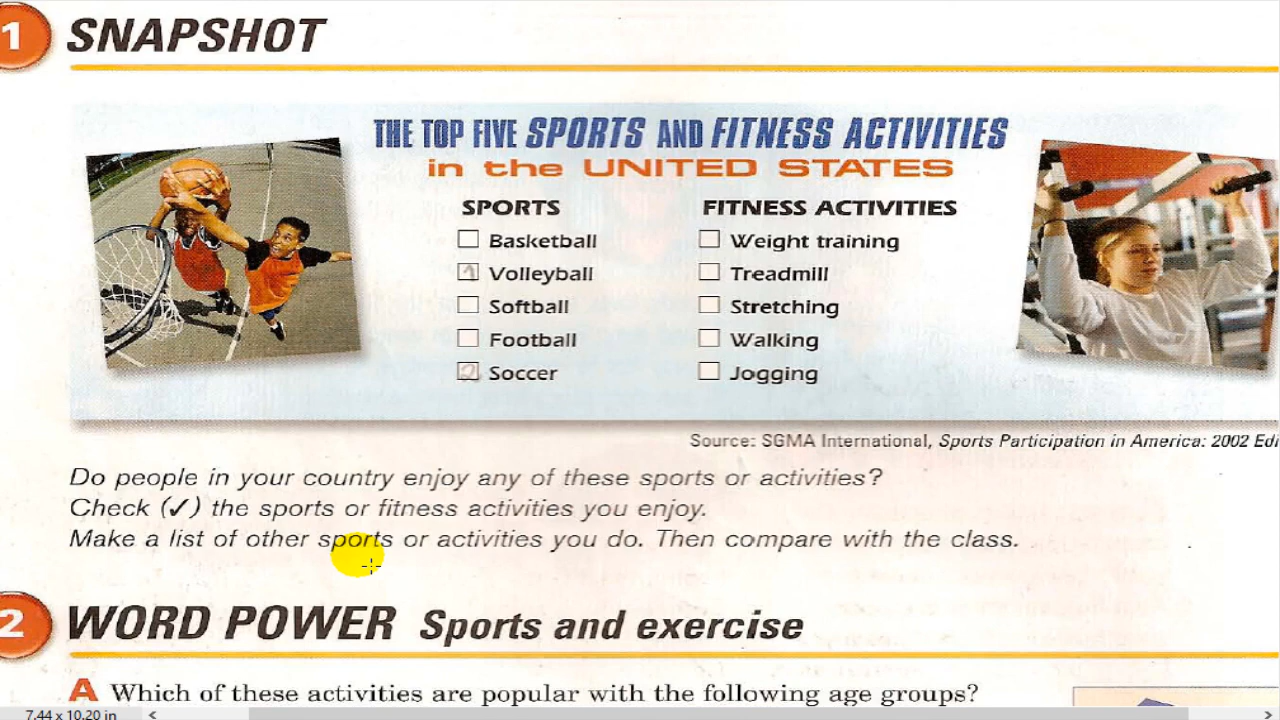 1 SNAPSHOT
THE TOP FIVE SPORTS AND FITNESS ACTIVITIES
in the UNITED STATES
SPORTS
Basketball
1 Volleyball
Softball
Football
2 Soccer
FITNESS ACTIVITIES
Weight training
Treadmill
Stretching
Walking
Jogging
Source: SGMA International, Sports Participation in America: 2002 Edi
Do people in your country enjoy any of these sports or activities?
Check (✓) the sports or fitness activities you enjoy.
Make a list of other sports or activities you do. Then compare with the class.
2 WORD POWER Sports and exercise
A Which of these activities are popular with the following age groups?
7.44 x 10.20 in